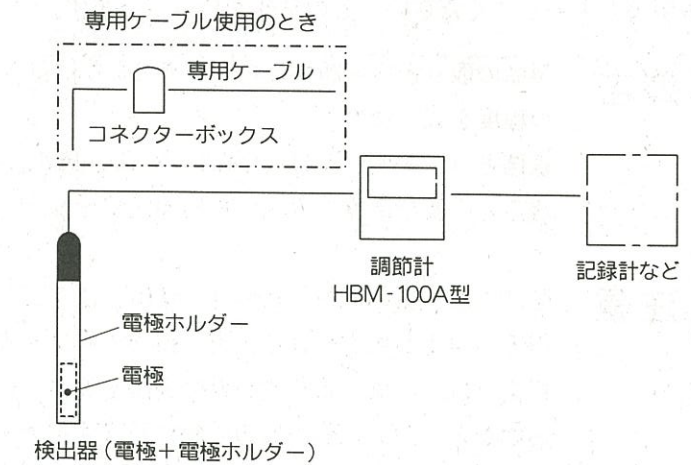 専用ケーブル使用のとき
専用ケーブル
コネクターボックス
調節計
HBM-100A型
記録計など
電極ホルダー
電極
検出器(電極+電極ホルダー)